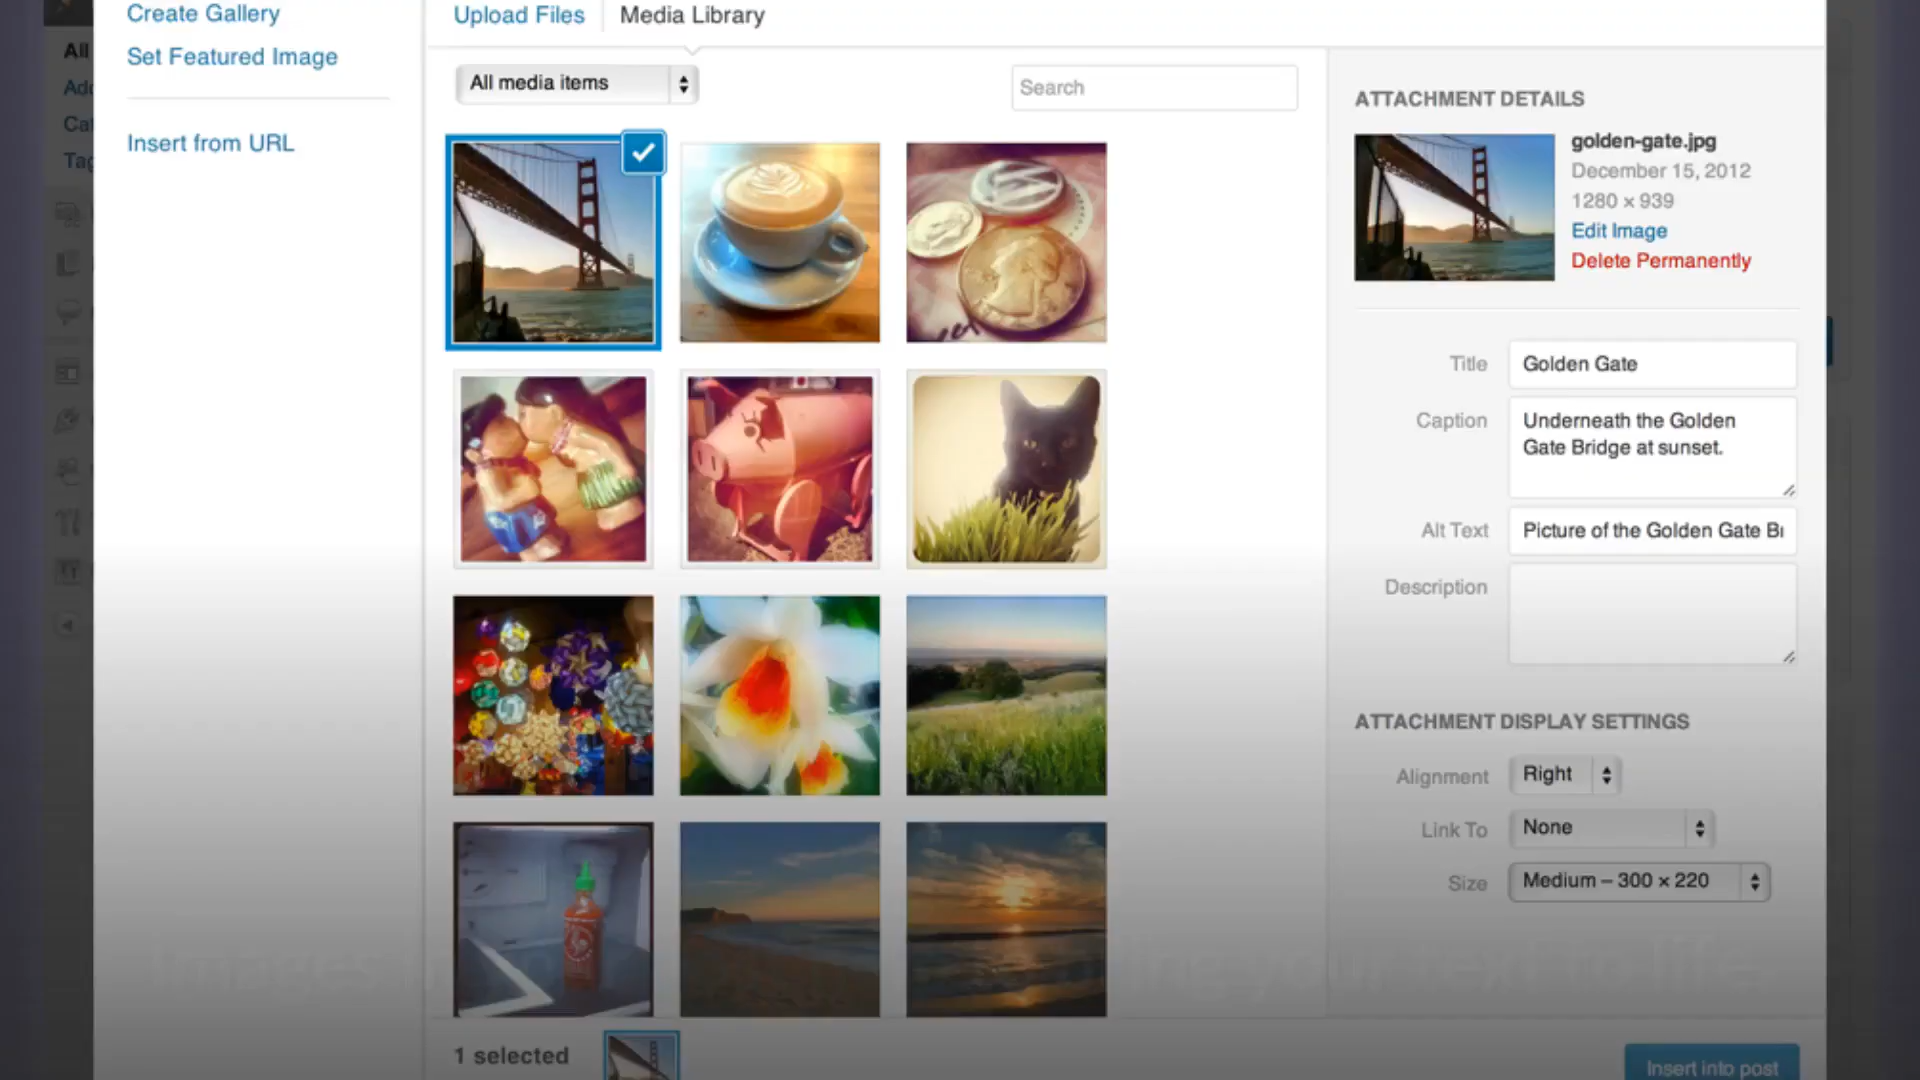 Create Gallery
Set Featured Image
Insert from URL
All
Tag
Upload Files
Media Library
All media items
Search
1 selected
ATTACHMENT DETAILS
golden-gate.jpg
December 15, 2012
1280 × 939
Edit Image
Delete Permanently
Title
Golden Gate
Caption
Underneath the Golden
Gate Bridge at sunset.
Alt Text
Picture of the Golden Gate Br
Description
ATTACHMENT DISPLAY SETTINGS
Alignment
Right
Link To
None
Size
Medium – 300 × 220
Insert into post